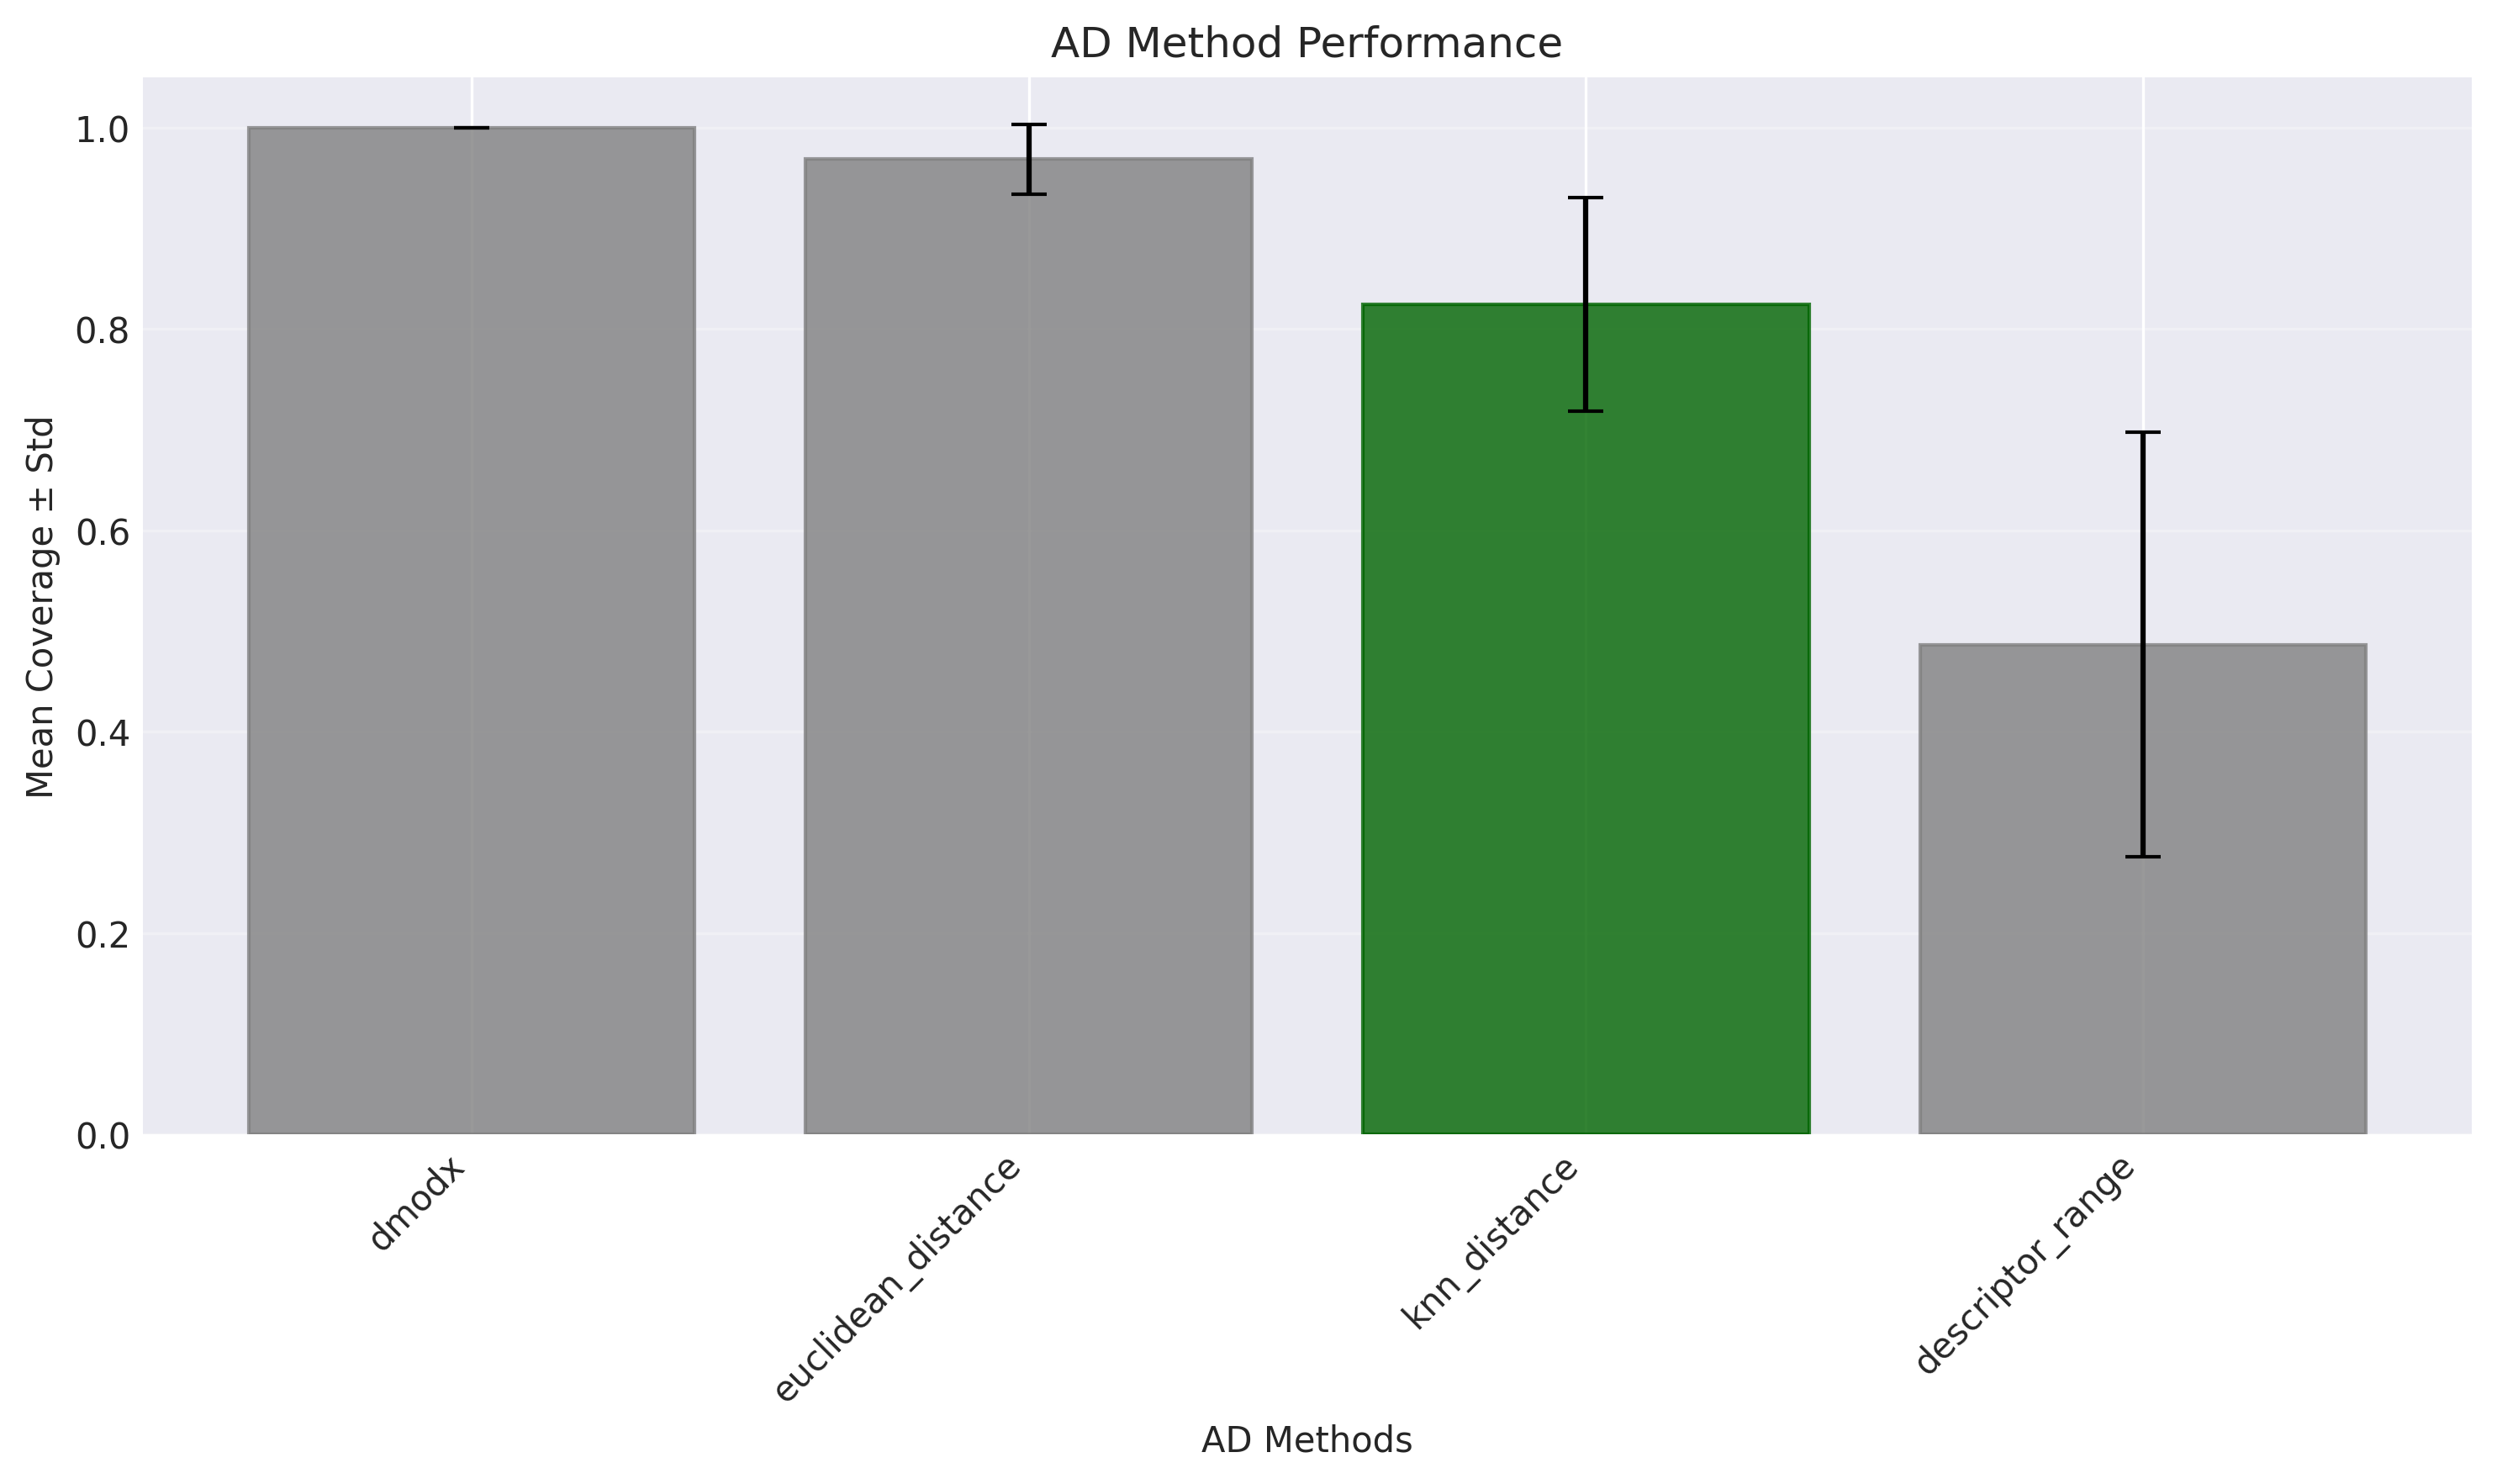 AD Method Performance
Mean Coverage ± Std
1.0
0.8
0.6
0.4
0.2
0.0
dmodx
euclidean_distance
knn_distance
descriptor_range
AD Methods